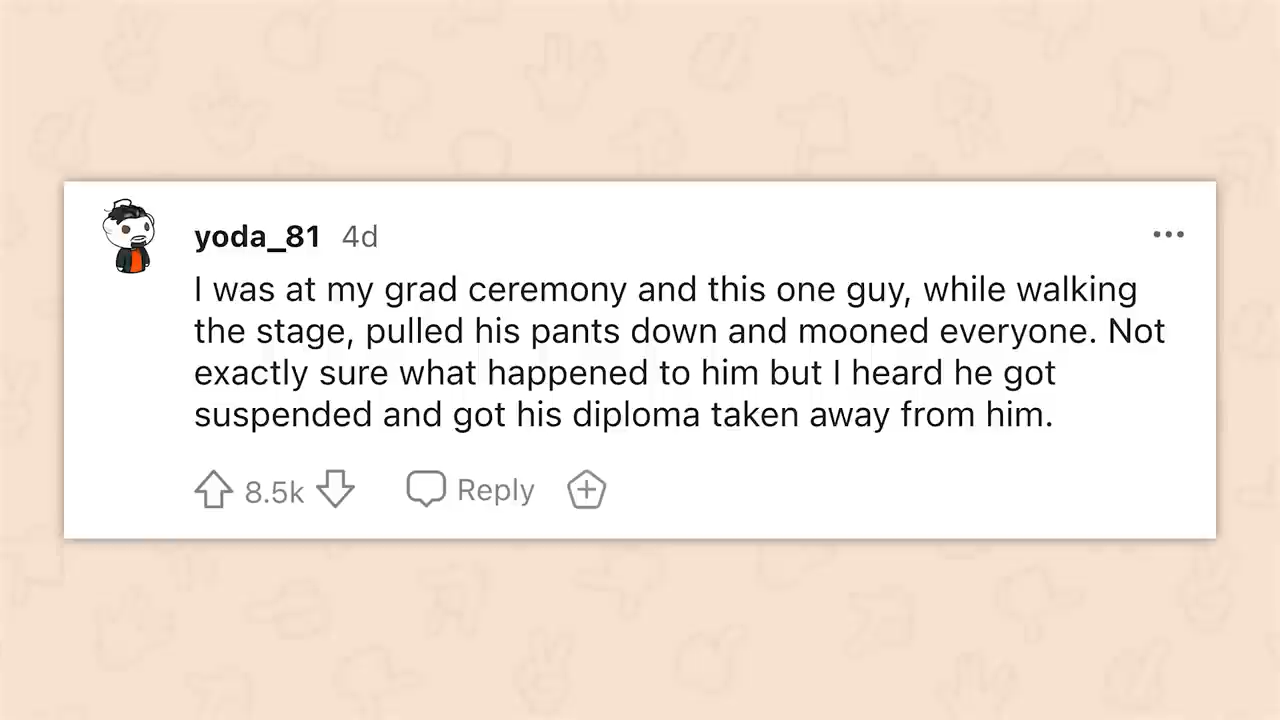 yoda_81 4d
I was at my grad ceremony and this one guy, while walking
the stage, pulled his pants down and mooned everyone. Not
exactly sure what happened to him but I heard he got
suspended and got his diploma taken away from him.
8.5k Reply